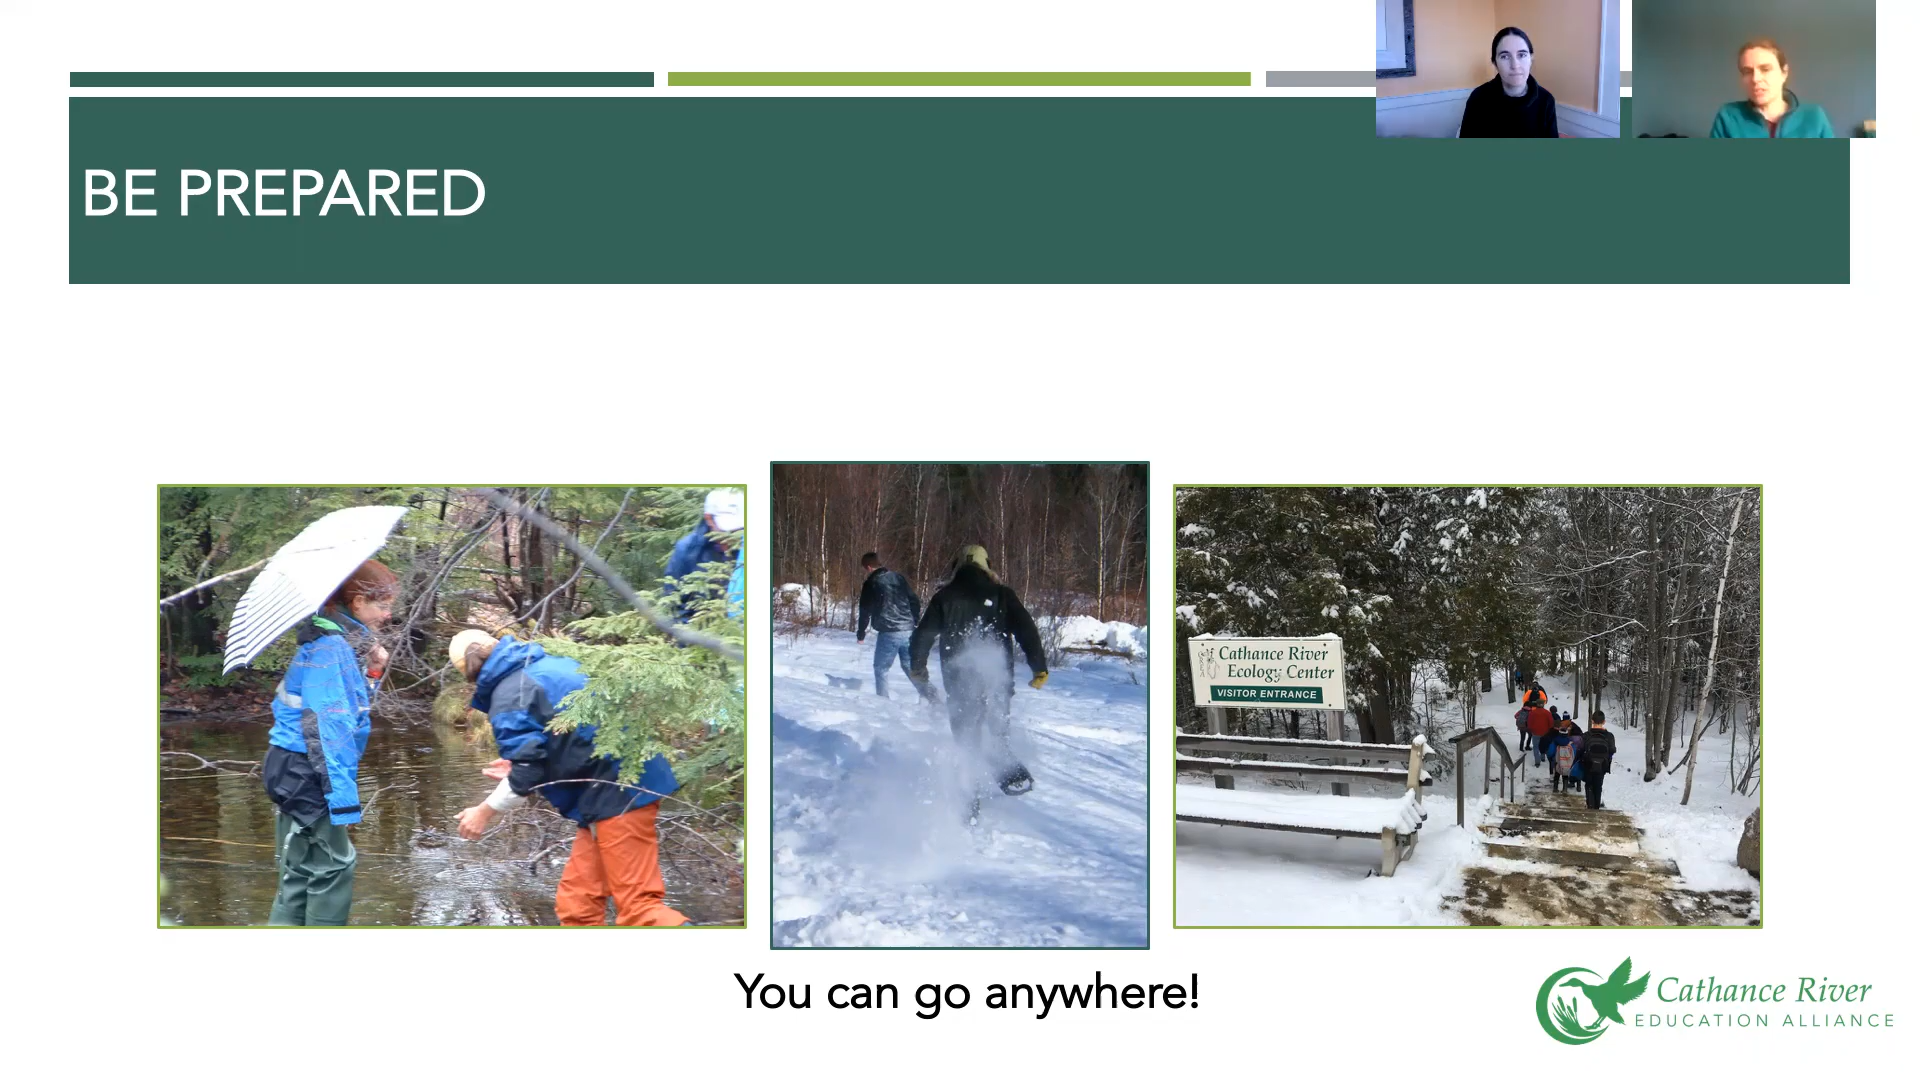 BE PREPARED
Cathance River
Ecology Center
VISITOR ENTRANCE
You can go anywhere!
Cathance River
EDUCATION ALLIANCE